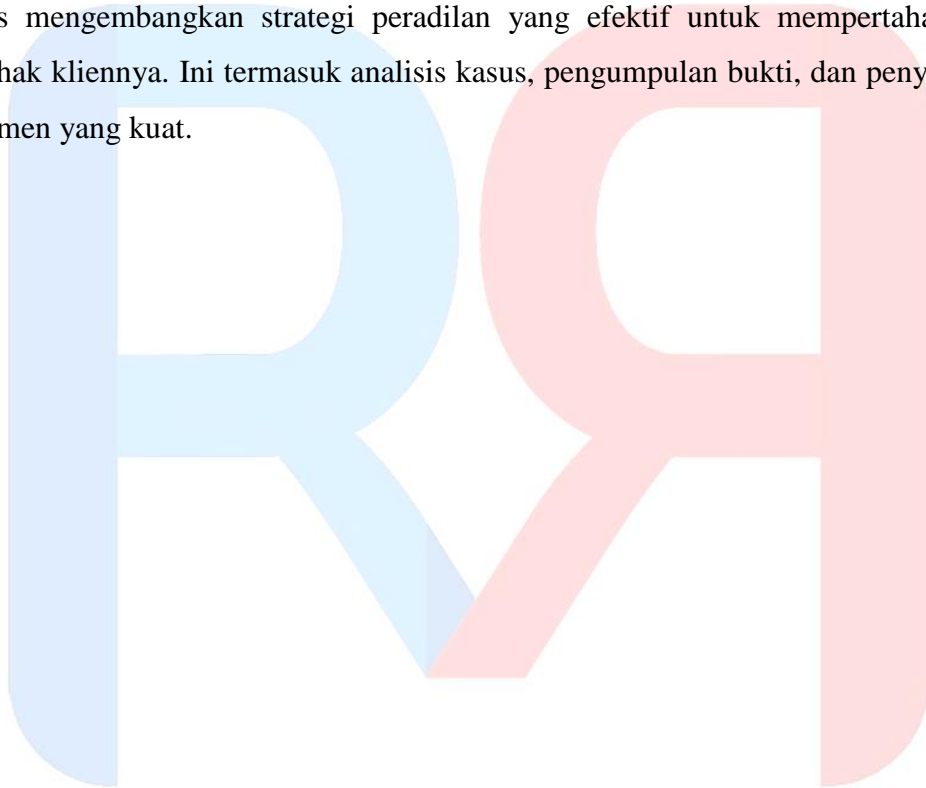 s mengembangkan strategi peradilan yang efektif untuk mempertaha
hak kliennya. Ini termasuk analisis kasus, pengumpulan bukti, dan peny
men yang kuat.